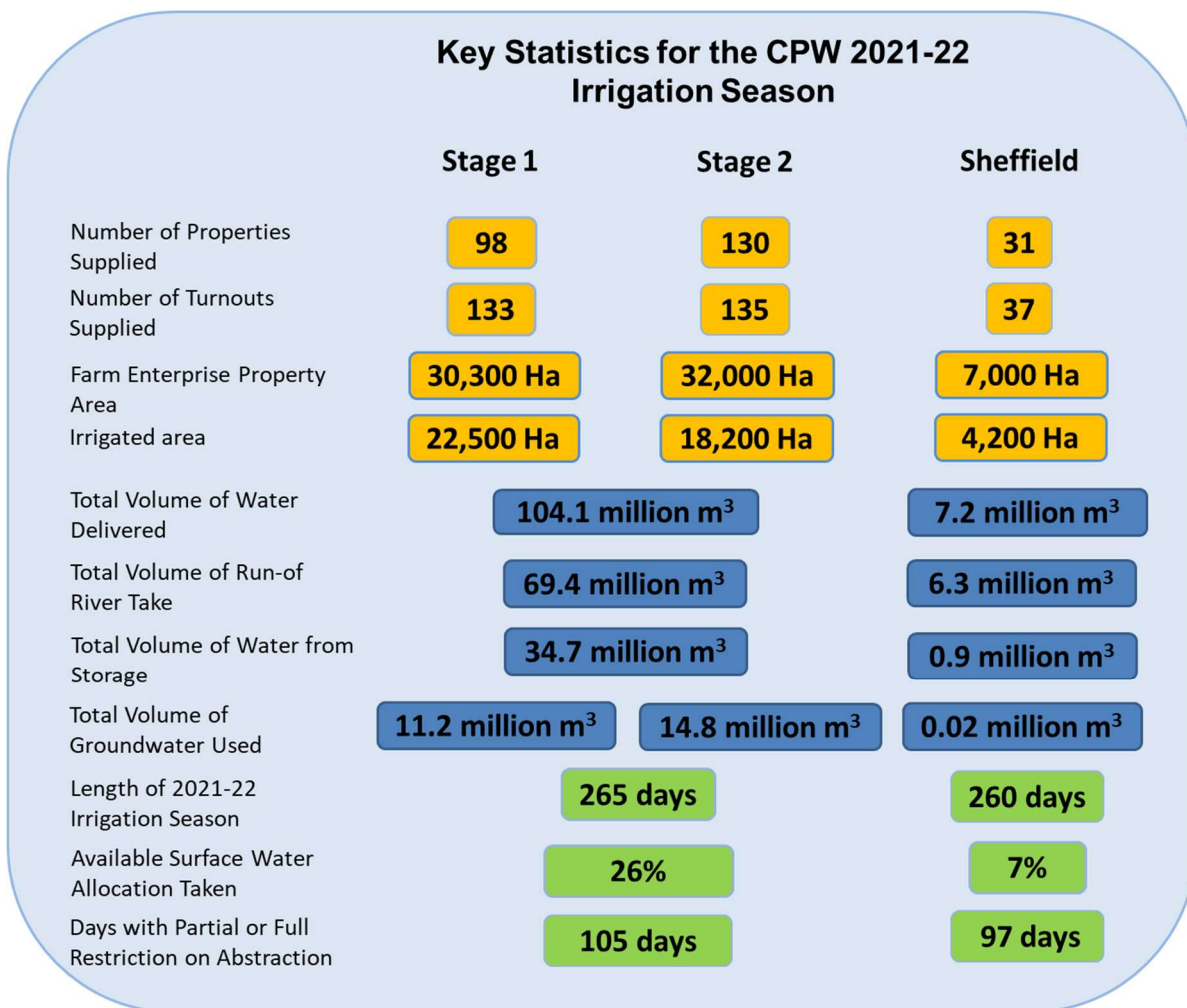 Key Statistics for the CPW 2021-22
Irrigation Season
Stage 1 Stage 2 Sheffield
Number of Properties
Supplied
98 130 31
Number of Turnouts
Supplied
133 135 37
Farm Enterprise Property
Area
30,300 Ha 32,000 Ha 7,000 Ha
Irrigated area 22,500 Ha 18,200 Ha 4,200 Ha
Total Volume of Water
Delivered
104.1 million m³ 7.2 million m³
Total Volume of Run-of
River Take
69.4 million m³ 6.3 million m³
Total Volume of Water from
Storage
34.7 million m³ 0.9 million m³
Total Volume of
Groundwater Used
11.2 million m³ 14.8 million m³ 0.02 million m³
Length of 2021-22
Irrigation Season
265 days 260 days
Available Surface Water
Allocation Taken
26% 7%
Days with Partial or Full
Restriction on Abstraction
105 days 97 days